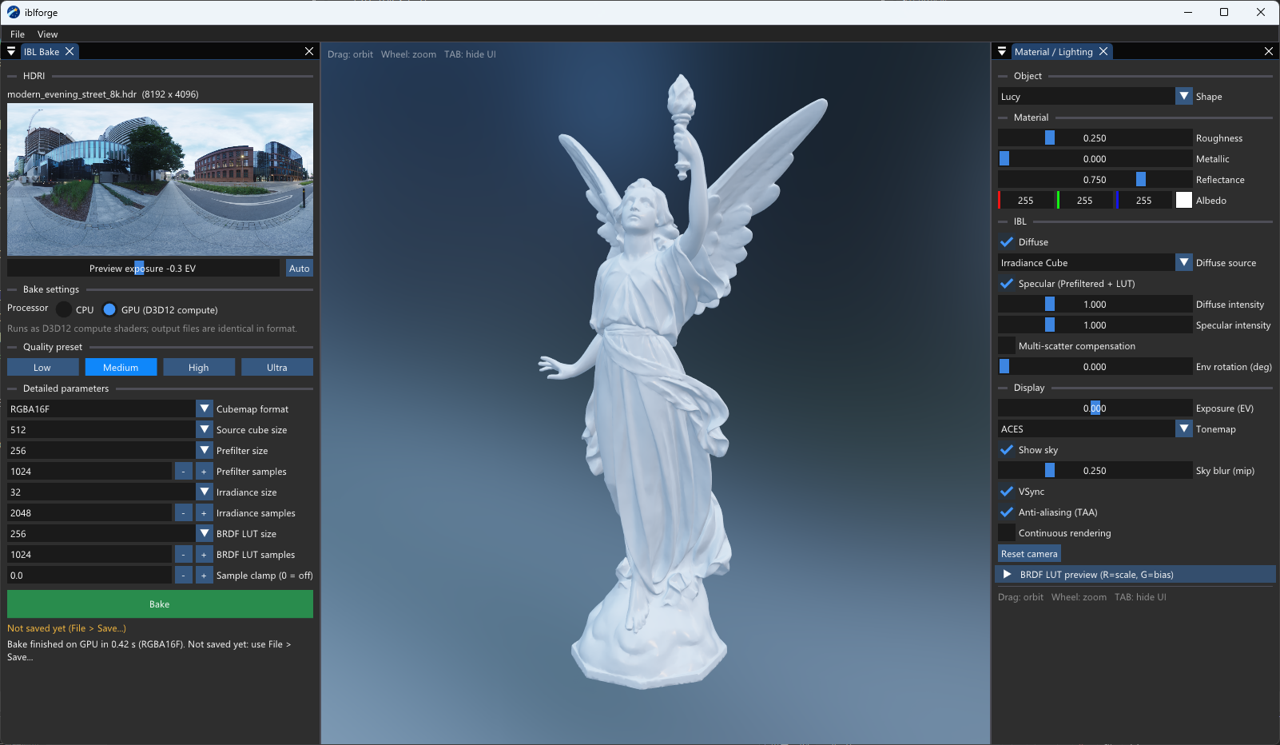 iblforge
File View
IBL Bake
HDRI
modern_evening_street_8k.hdr (8192 x 4096)
Preview exposure -0.3 EV Auto
Bake settings
Processor CPU GPU (D3D12 compute)
Runs as D3D12 compute shaders; output files are identical in format.
Quality preset
Low Medium High Ultra
Detailed parameters
RGBA16F Cubemap format
512 Source cube size
256 Prefilter size
1024 - + Prefilter samples
32 Irradiance size
2048 - + Irradiance samples
256 BRDF LUT size
1024 - + BRDF LUT samples
0.0 - + Sample clamp (0 = off)
Bake
Not saved yet (File > Save...)
Bake finished on GPU in 0.42 s (RGBA16F). Not saved yet: use File >
Save...
Drag: orbit Wheel: zoom TAB: hide UI
Material / Lighting
Object
Lucy Shape
Material
0.250 Roughness
0.000 Metallic
0.750 Reflectance
255 255 255 Albedo
IBL
Diffuse
Irradiance Cube Diffuse source
Specular (Prefiltered + LUT)
1.000 Diffuse intensity
1.000 Specular intensity
Multi-scatter compensation
0.000 Env rotation (deg)
Display
0.000 Exposure (EV)
ACES Tonemap
Show sky
0.250 Sky blur (mip)
VSync
Anti-aliasing (TAA)
Continuous rendering
Reset camera
BRDF LUT preview (R=scale, G=bias)
Drag: orbit Wheel: zoom TAB: hide UI